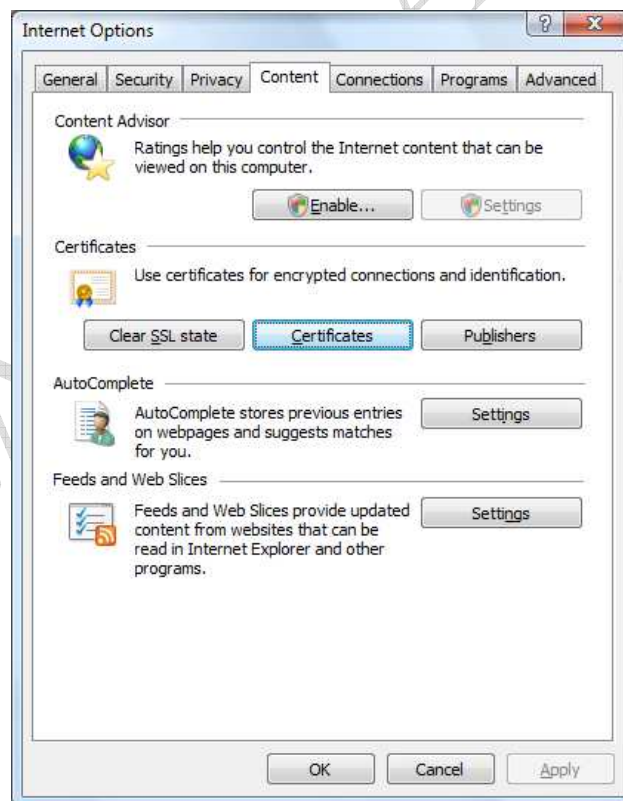 Internet Options
General Security Privacy Content Connections Programs Advanced
Content Advisor
Ratings help you control the Internet content that can be
viewed on this computer.
Enable... Settings
Certificates
Use certificates for encrypted connections and identification.
Clear SSL state Certificates Publishers
AutoComplete
AutoComplete stores previous entries
on webpages and suggests matches
for you.
Settings
Feeds and Web Slices
Feeds and Web Slices provide updated
content from websites that can be
read in Internet Explorer and other
programs.
Settings
OK Cancel Apply